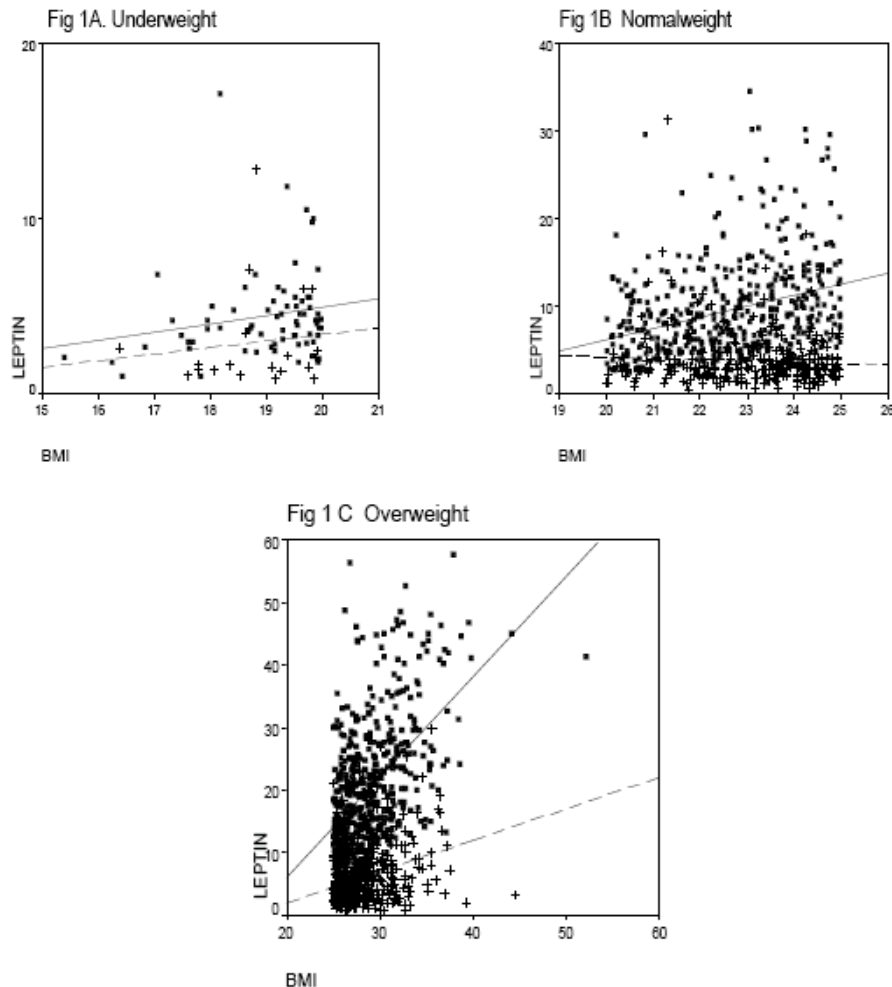 Fig 1A. Underweight
20
10
0
LEPTIN
15 16 17 18 19 20 21
BMI
Fig 1B Normalweight
40
30
20
10
0
LEPTIN
19 20 21 22 23 24 25 26
BMI
Fig 1 C Overweight
60
50
40
30
20
10
0
LEPTIN
20 30 40 50 60
BMI